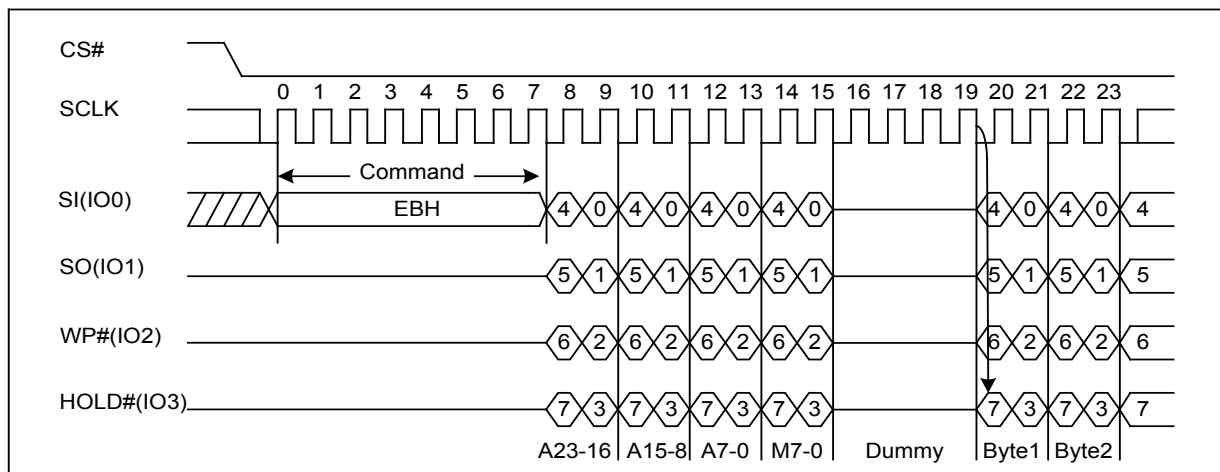 CS#
0 1 2 3 4 5 6 7 8 9 10 11 12 13 14 15 16 17 18 19 20 21 22 23
SCLK
Command
SI(IO0) EBH 4 0 4 0 4 0 4 0 4 0 4 0 4
SO(IO1) 5 1 5 1 5 1 5 1 5 1 5 1 5
WP#(IO2) 6 2 6 2 6 2 6 2 6 2 6 2 6
HOLD#(IO3) 7 3 7 3 7 3 7 3 7 3 7 3 7
A23-16 A15-8 A7-0 M7-0 Dummy Byte1 Byte2